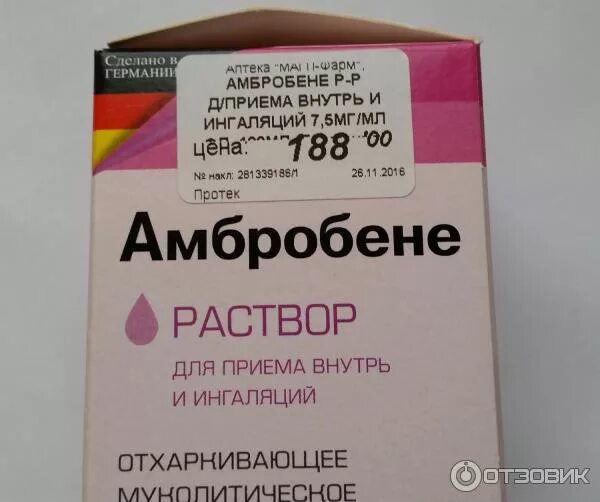 Сделано в
ГЕРМАНИИ
Аптека "МАГІІ-Фарм",
АМБРОБЕНЕ Р-Р
Д/ПРИЕМА ВНУТРЬ И
ИНГАЛЯЦИЙ 7,5МГ/МЛ
цена: 188 00
№ накл: 281339186/1 26.11.2016
Протек
Амбробене
РАСТВОР
ДЛЯ ПРИЕМА ВНУТРЬ
И ИНГАЛЯЦИЙ
ОТХАРКИВАЮЩЕЕ
МУКОЛИТИЧЕСКОЕ
ОТЗОВИК